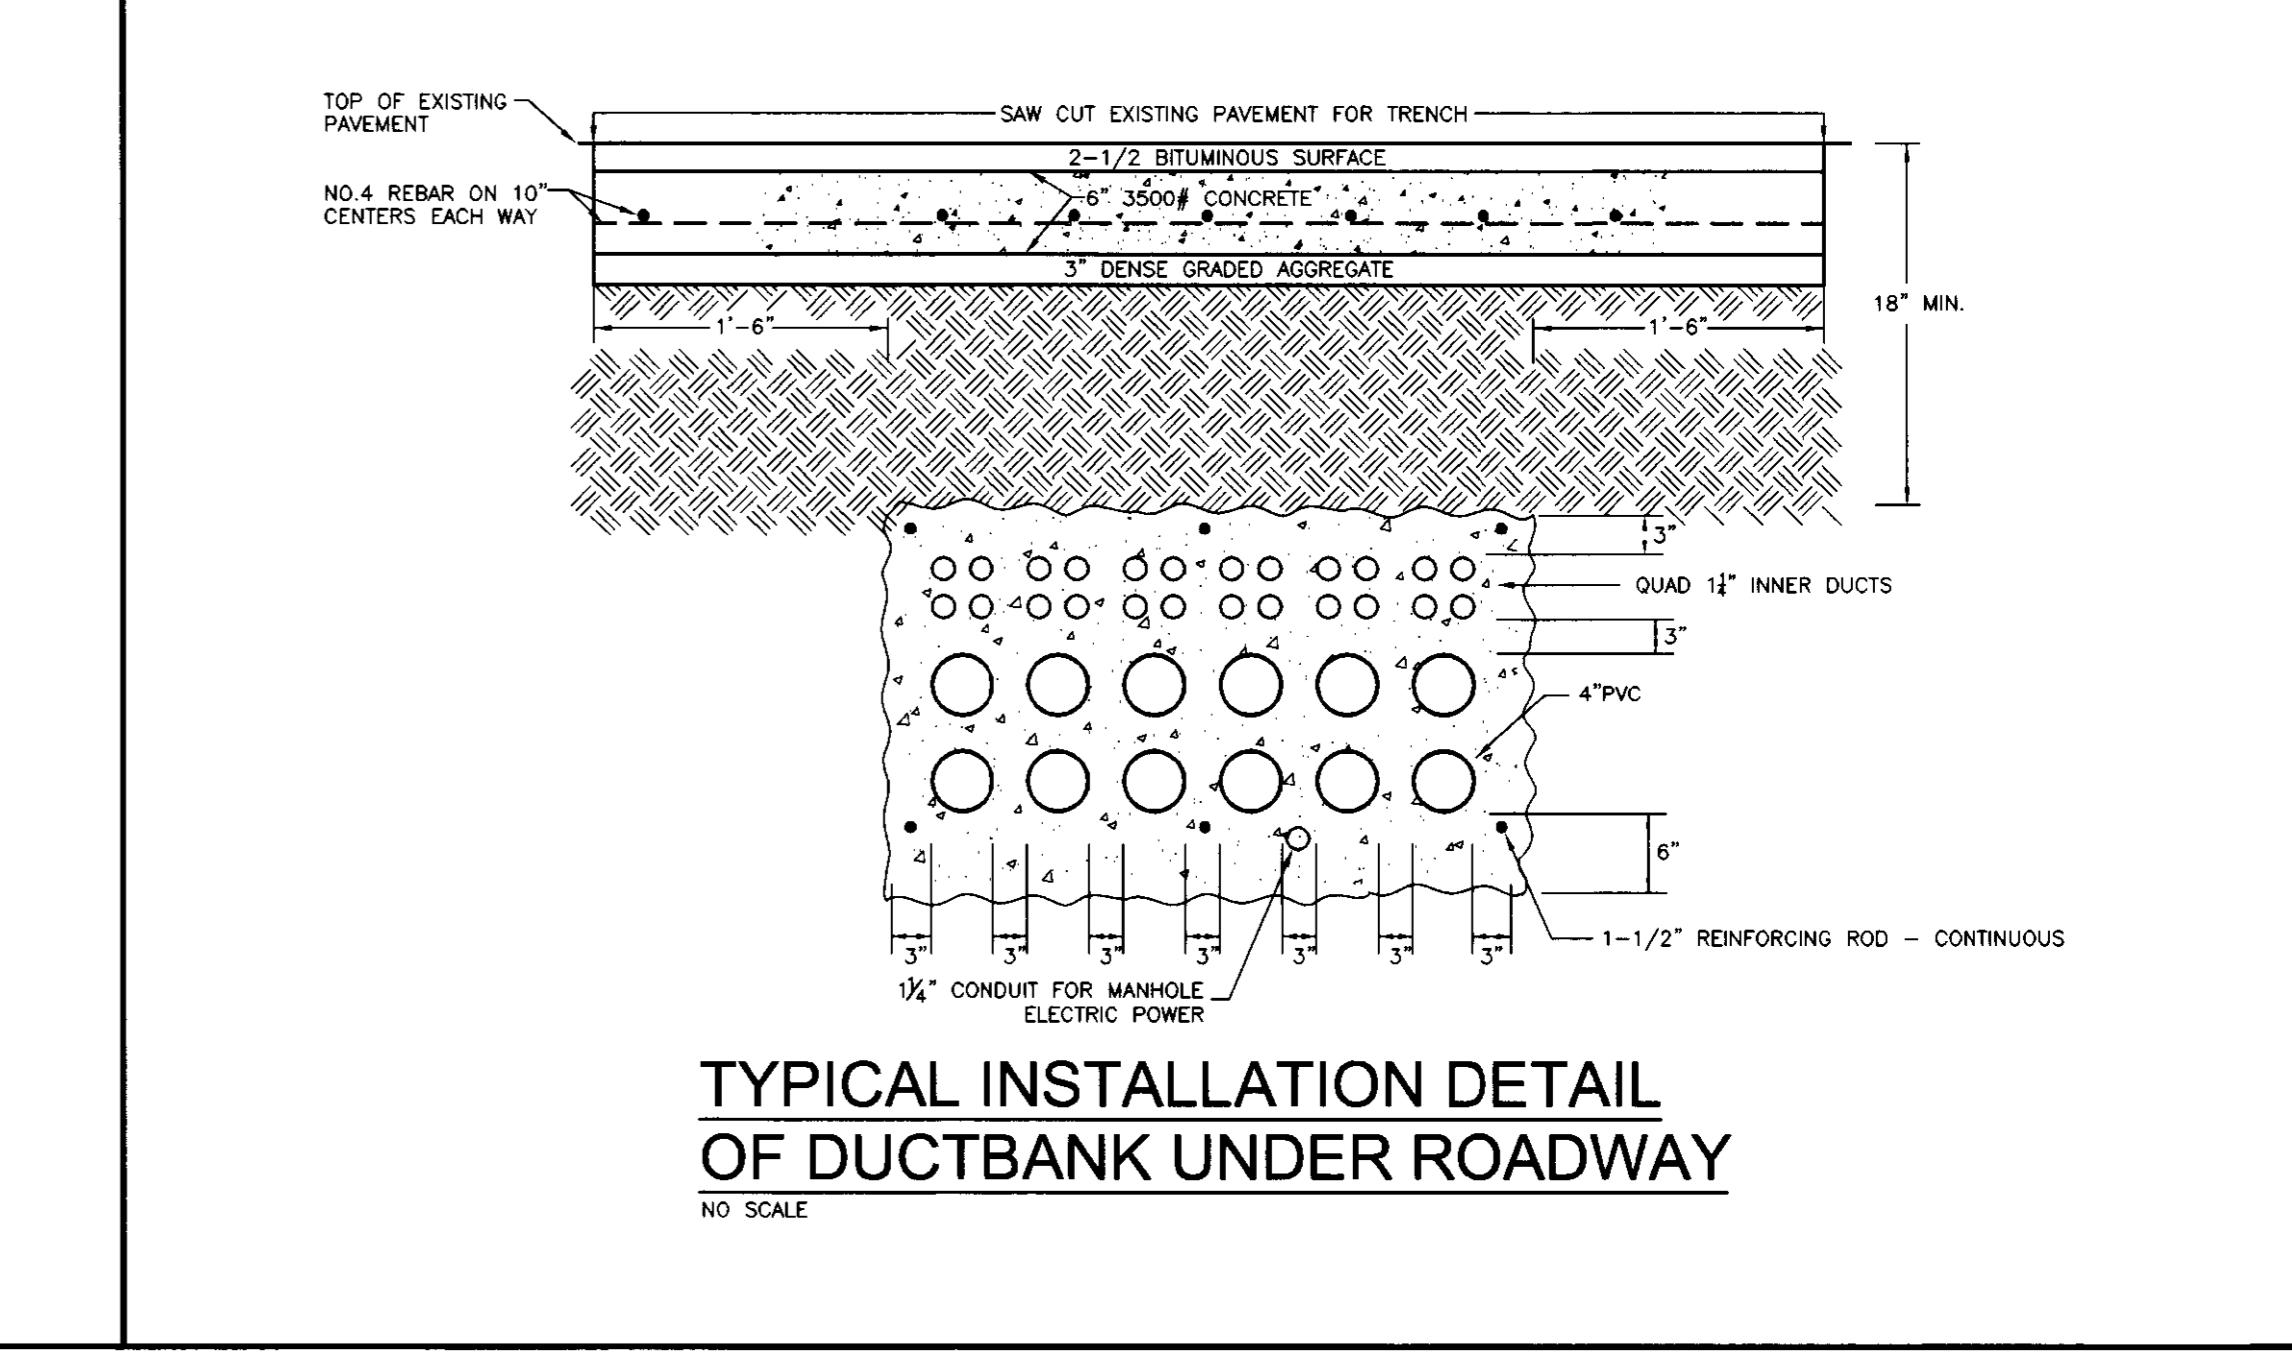 TOP OF EXISTING
PAVEMENT
SAW CUT EXISTING PAVEMENT FOR TRENCH
2-1/2 BITUMINOUS SURFACE
NO.4 REBAR ON 10"
CENTERS EACH WAY
6" 3500# CONCRETE
3" DENSE GRADED AGGREGATE
1'-6"
1'-6"
18" MIN.
3"
QUAD 1¼" INNER DUCTS
3"
4"PVC
6"
1-1/2" REINFORCING ROD - CONTINUOUS
3"
3"
3"
3"
3"
3"
3"
1¼" CONDUIT FOR MANHOLE
ELECTRIC POWER
TYPICAL INSTALLATION DETAIL
OF DUCTBANK UNDER ROADWAY
NO SCALE